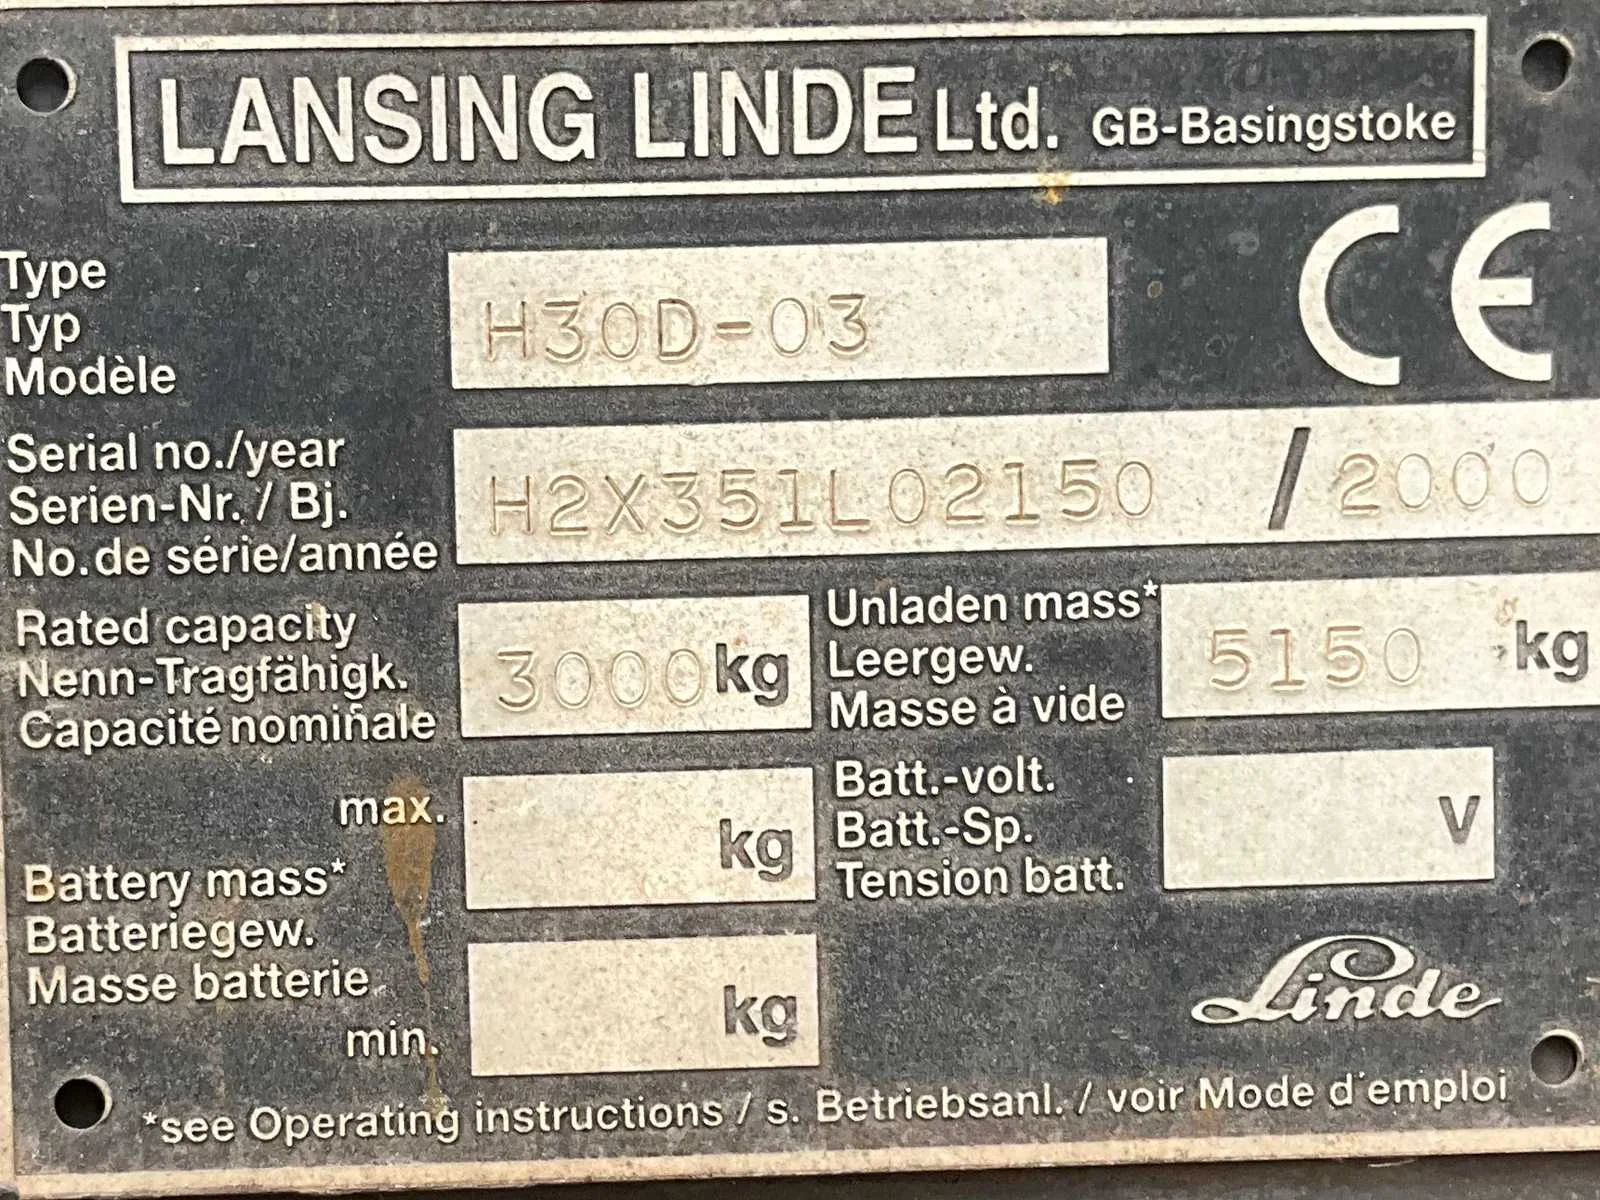 LANSING LINDE Ltd. GB-Basingstoke
CE
Type
Typ
Modèle
H30D-03
Serial no./year
Serien-Nr. / Bj.
No.de série/année
H2X351L02150 / 2000
Rated capacity
Nenn-Tragfähigk.
Capacité nominale
3000 kg
Unladen mass*
Leergew.
Masse à vide
5150 kg
max.
kg
Battery mass*
Batteriegew.
Masse batterie
min.
kg
Batt.-volt.
Batt.-Sp.
Tension batt.
V
Linde
*see Operating instructions / s. Betriebsanl. / voir Mode d'emploi